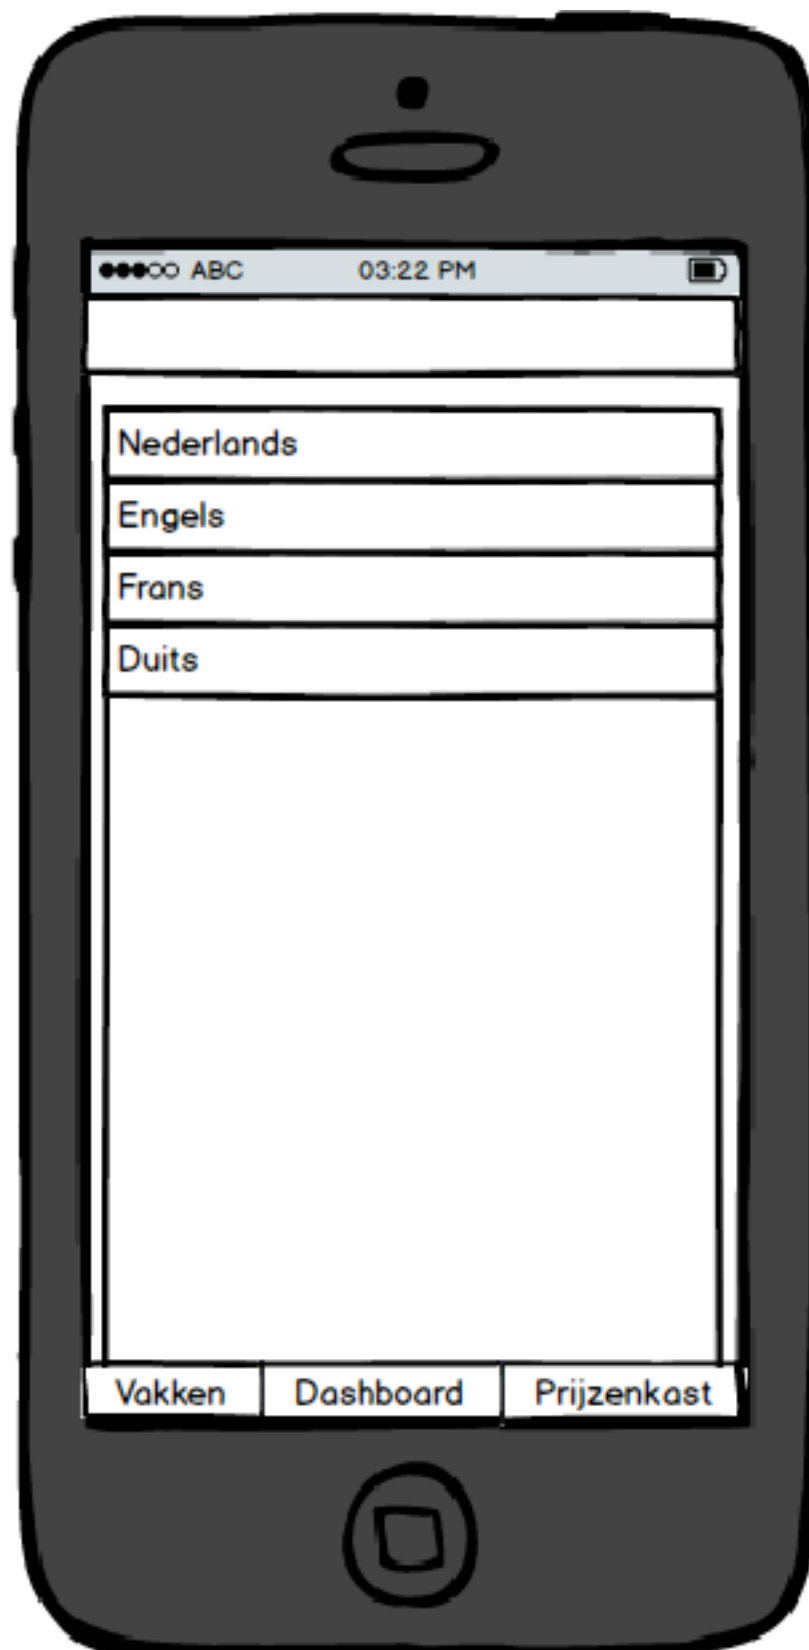 ABC 03:22 PM
Nederlands
Engels
Frans
Duits
Vakken Dashboard Prijzenkast